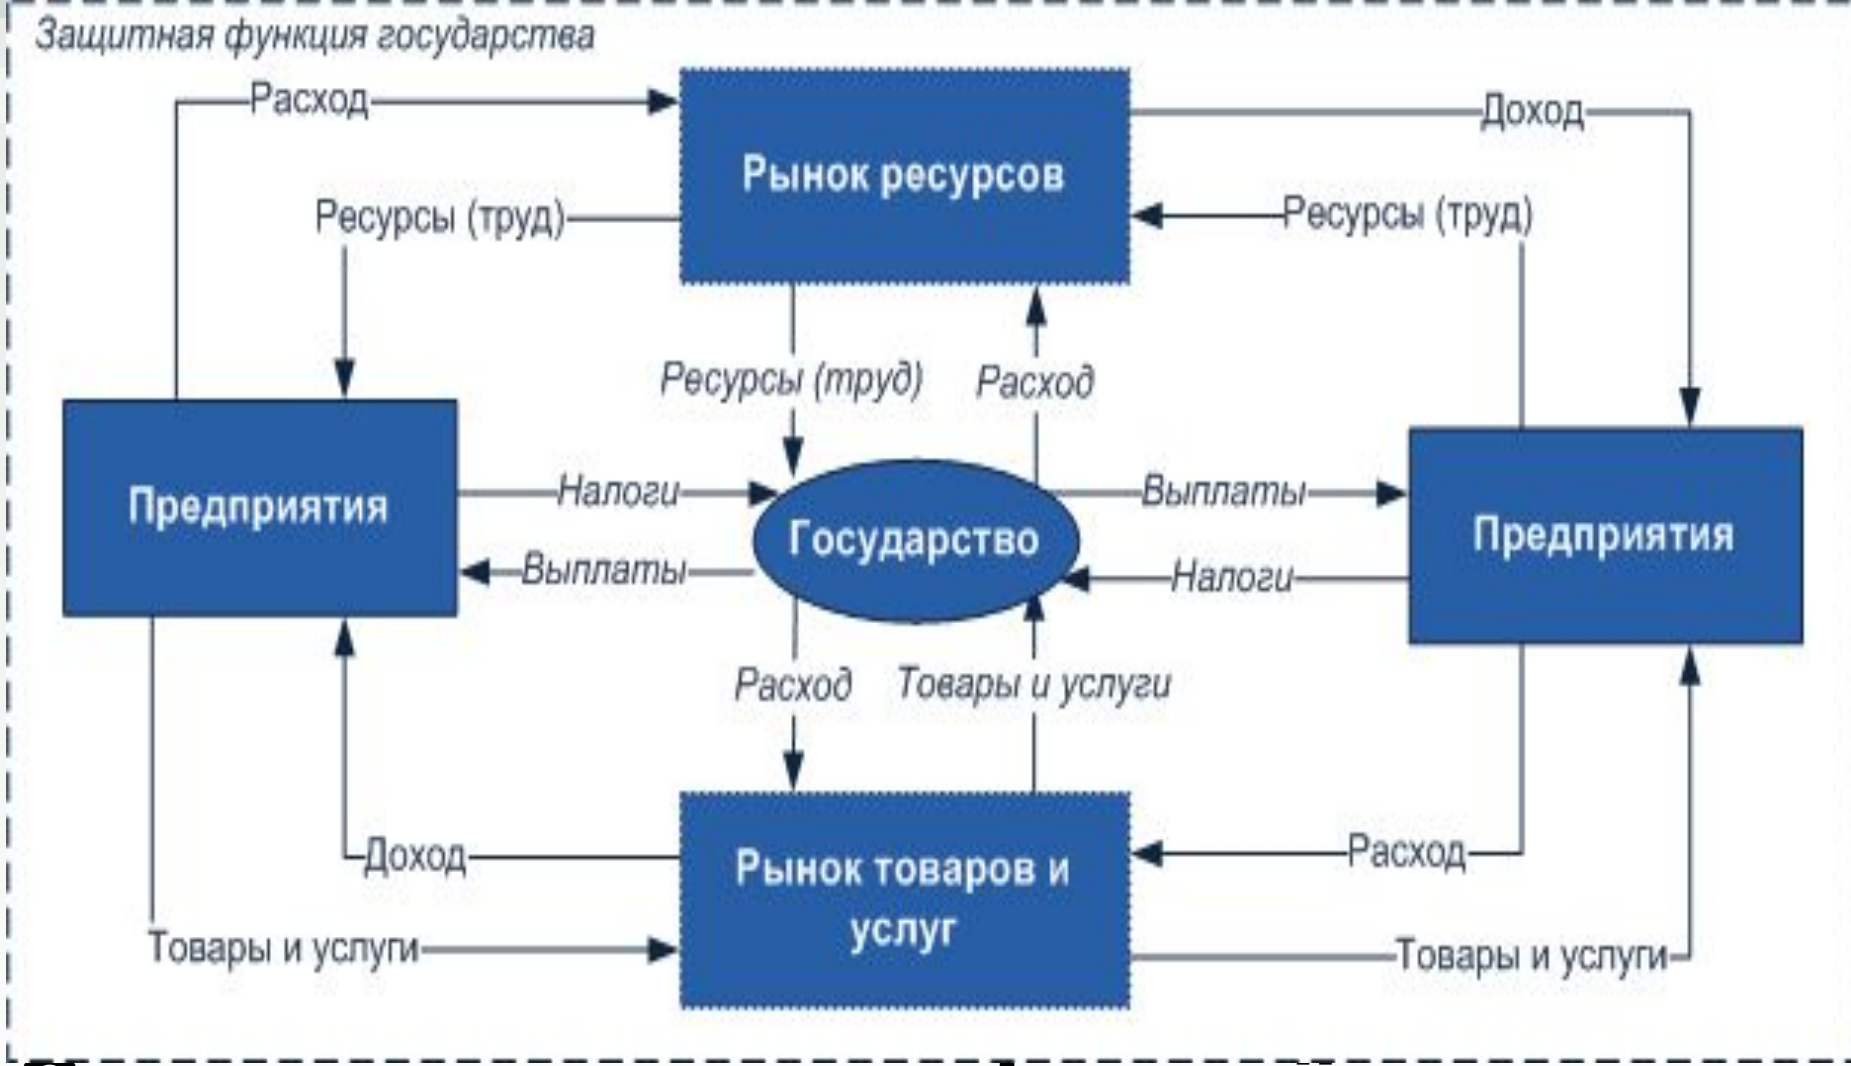 Защитная функция государства
Расход
Доход
Рынок ресурсов
Ресурсы (труд)
Ресурсы (труд)
Ресурсы (труд)
Расход
Налоги
Выплаты
Предприятия
Государство
Предприятия
Выплаты
Налоги
Расход
Товары и услуги
Доход
Рынок товаров и
услуг
Расход
Товары и услуги
Товары и услуги